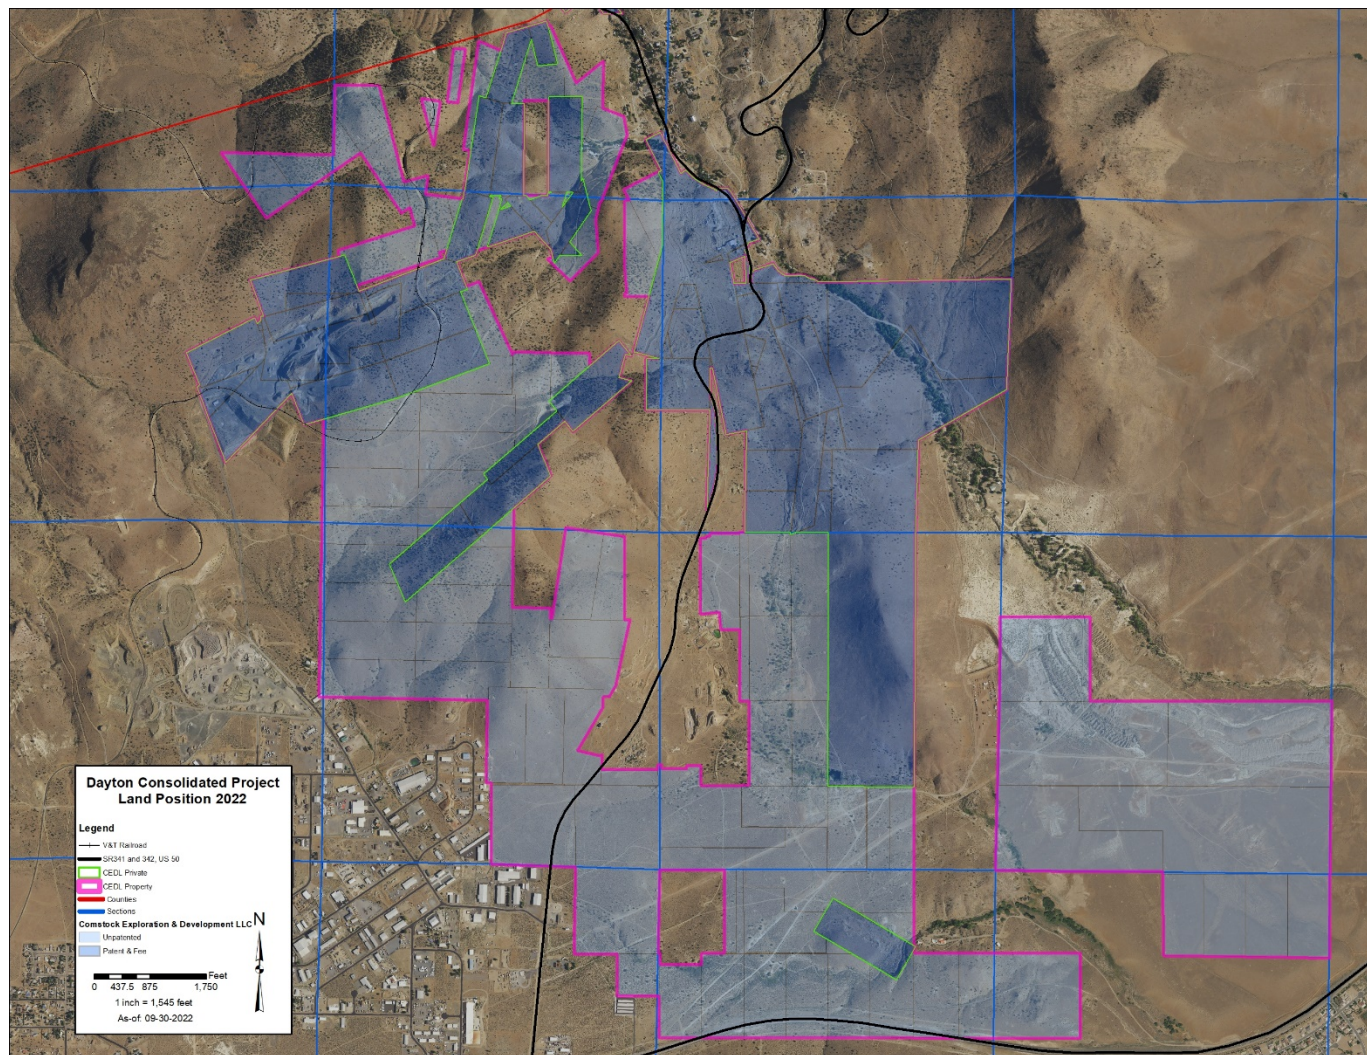 Dayton Consolidated Project
Land Position 2022
Legend
V&T Railroad
SR341 and 342, US 50
CEDL Private
CEDL Property
Counties
Sections
Comstock Exploration & Development LLC
Unpatented
Patent & Fee
N
Feet
0 437.5 875 1,750
1 inch = 1,545 feet
As-of: 09-30-2022